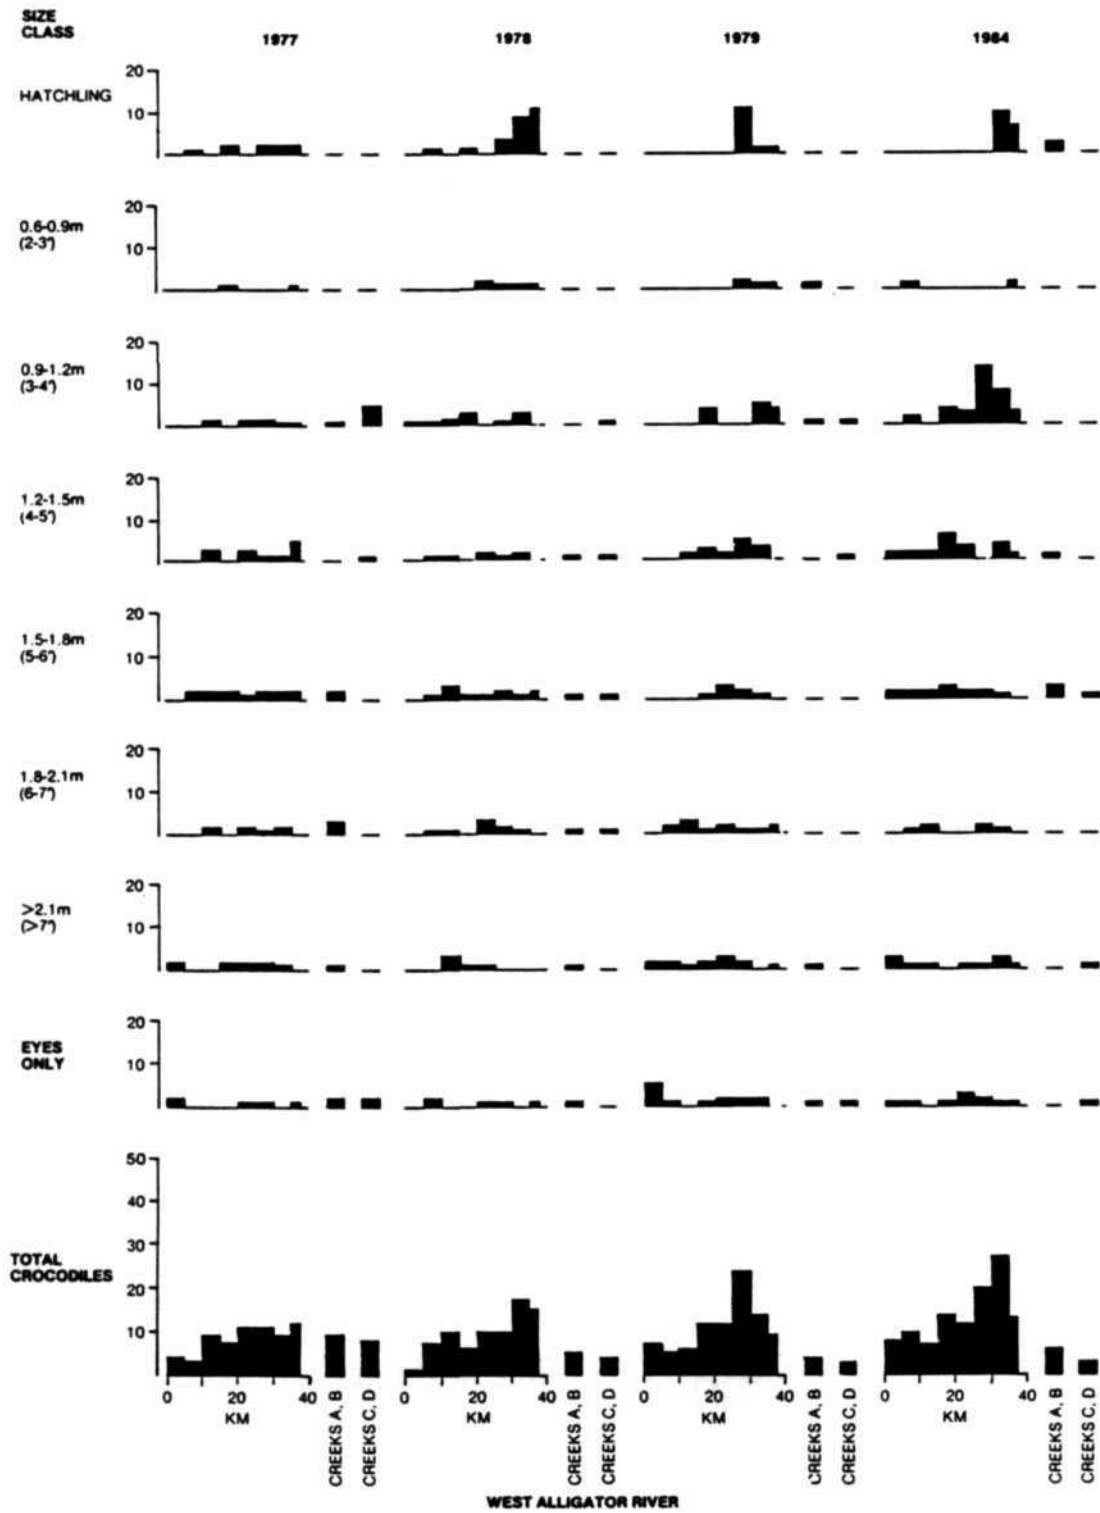 SIZE
CLASS
1977 1978 1979 1984
HATCHLING
20
10
0.6-0.9m
(2-3')
20
10
0.9-1.2m
(3-4')
20
10
1.2-1.5m
(4-5')
20
10
1.5-1.8m
(5-6')
20
10
1.8-2.1m
(6-7')
20
10
>2.1m
(>7')
20
10
EYES
ONLY
20
10
TOTAL
CROCODILES
50
40
30
20
10
0 20 40 0 20 40 0 20 40 0 20 40
KM KM KM KM
CREEKS A, B
CREEKS C, D
CREEKS A, B
CREEKS C, D
CREEKS A, B
CREEKS C, D
CREEKS A, B
CREEKS C, D
WEST ALLIGATOR RIVER